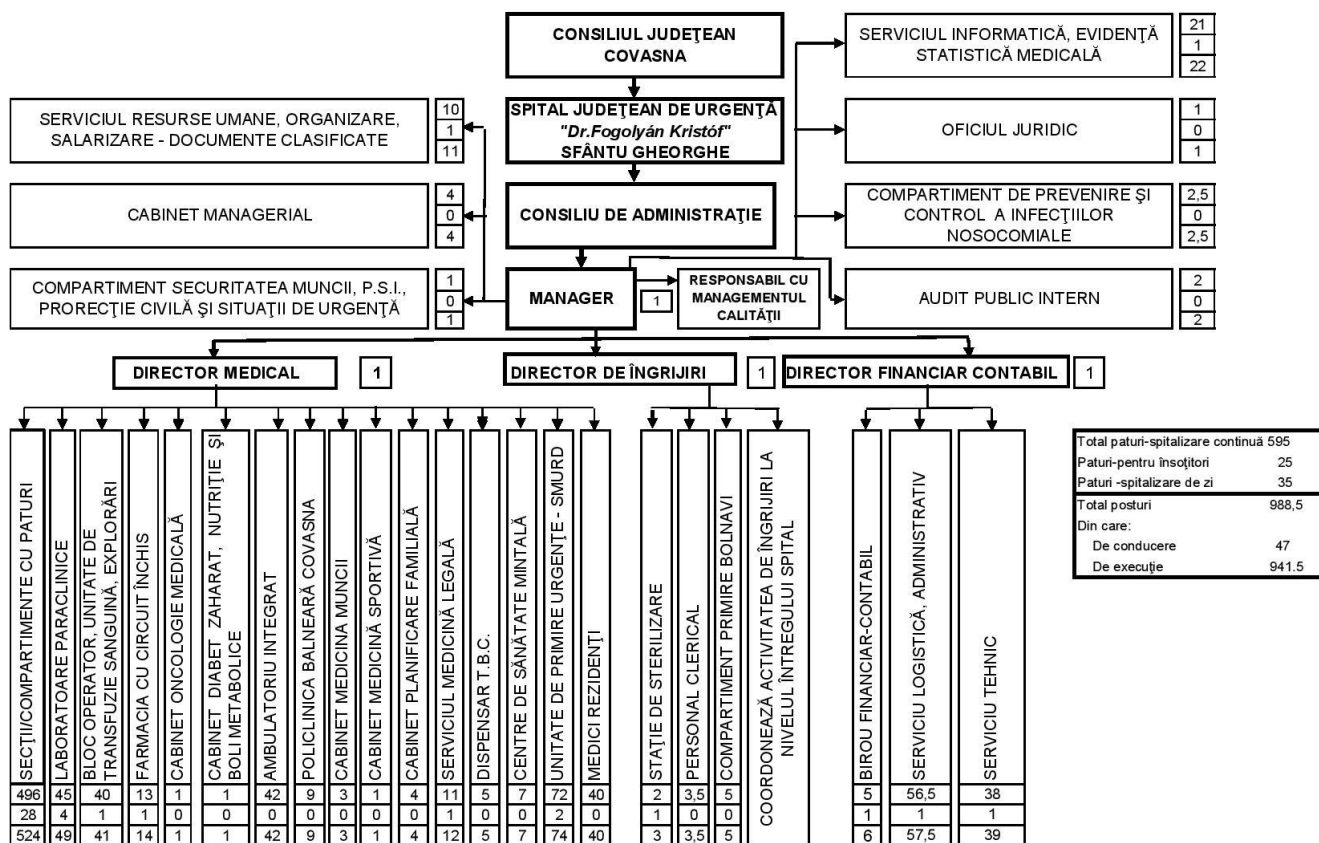 CONSILIUL JUDEŢEAN
COVASNA
SERVICIUL INFORMATICĂ, EVIDENŢĂ
STATISTICĂ MEDICALĂ
21
1
22
SERVICIUL RESURSE UMANE, ORGANIZARE,
SALARIZARE - DOCUMENTE CLASIFICATE
10
1
11
SPITAL JUDEŢEAN DE URGENŢĂ
"Dr.Fogolyán Kristóf"
SFÂNTU GHEORGHE
OFICIUL JURIDIC
1
0
1
CABINET MANAGERIAL
4
0
4
CONSILIU DE ADMINISTRAŢIE
COMPARTIMENT DE PREVENIRE ŞI
CONTROL A INFECŢIILOR
NOSOCOMIALE
2,5
0
2,5
COMPARTIMENT SECURITATEA MUNCII, P.S.I.,
PRORECŢIE CIVILĂ ŞI SITUAŢII DE URGENŢĂ
1
0
1
MANAGER
1
RESPONSABIL CU
MANAGEMENTUL
CALITĂŢII
AUDIT PUBLIC INTERN
2
0
2
DIRECTOR MEDICAL
1
DIRECTOR DE ÎNGRIJIRI
1
DIRECTOR FINANCIAR CONTABIL
1
SECŢII/COMPARTIMENTE CU PATURI
LABORATOARE PARACLINICE
BLOC OPERATOR, UNITATE DE
TRANSFUZIE SANGUINĂ, EXPLORĂRI
FARMACIA CU CIRCUIT ÎNCHIS
CABINET ONCOLOGIE MEDICALĂ
CABINET DIABET ZAHARAT, NUTRIŢIE ŞI
BOLI METABOLICE
AMBULATORIU INTEGRAT
POLICLINICA BALNEARĂ COVASNA
CABINET MEDICINA MUNCII
CABINET MEDICINĂ SPORTIVĂ
CABINET PLANIFICARE FAMILIALĂ
SERVICIUL MEDICINĂ LEGALĂ
DISPENSAR T.B.C.
CENTRE DE SĂNĂTATE MINTALĂ
UNITATE DE PRIMIRE URGENŢE - SMURD
MEDICI REZIDENŢI
STAŢIE DE STERILIZARE
PERSONAL CLERICAL
COMPARTIMENT PRIMIRE BOLNAVI
COORDONEAZĂ ACTIVITATEA DE ÎNGRIJIRI LA
NIVELUL ÎNTREGULUI SPITAL
BIROU FINANCIAR-CONTABIL
SERVICIU LOGISTICĂ, ADMINISTRATIV
SERVICIU TEHNIC
496 45 40 13 1 1 42 9 3 1 4 11 5 7 72 40 2 3,5 5 5 56,5 38
28 4 1 1 0 0 0 0 0 0 0 1 0 0 2 0 1 0 0 1 1 1
524 49 41 14 1 1 42 9 3 1 4 12 5 7 74 40 3 3,5 5 6 57,5 39
Total paturi-spitalizare continuă 595
Paturi-pentru însoţitori 25
Paturi -spitalizare de zi 35
Total posturi 988,5
Din care:
De conducere 47
De execuţie 941.5